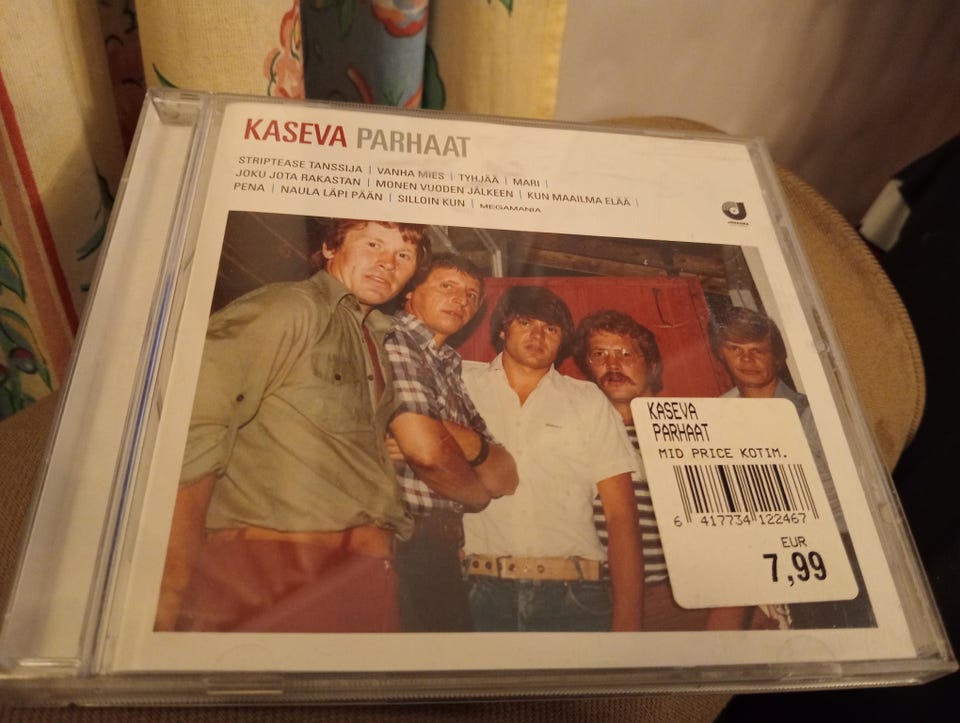 KASEVA PARHAAT
STRIPTEASE TANSSIJA | VANHA MIES | TYHJÄÄ | MARI |
JOKU JOTA RAKASTAN | MONEN VUODEN JÄLKEEN | KUN MAAILMA ELÄÄ |
PENA | NAULA LÄPI PÄÄN | SILLOIN KUN | MEGAMANIA
KASEVA
PARHAAT
MID PRICE KOTIM.
6 417734 122467
EUR
7,99